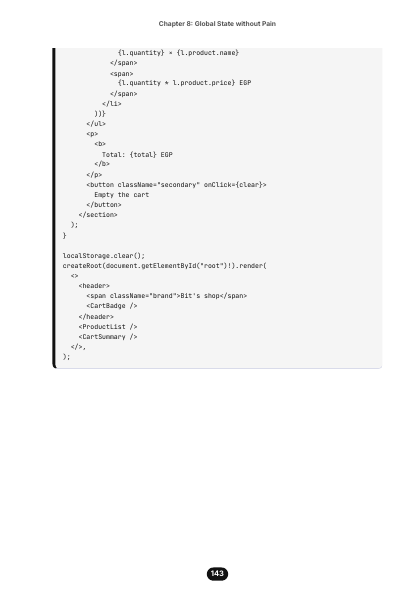 Chapter 8: Global State without Pain
{l.quantity} × {l.product.name}
</span>
<span>
{l.quantity * l.product.price} EGP
</span>
</li>
))}
</ul>
<p>
<b>
Total: {total} EGP
</b>
</p>
<button className="secondary" onClick={clear}>
Empty the cart
</button>
</section>
);
}
localStorage.clear();
createRoot(document.getElementById("root")!).render(
<>
<header>
<span className="brand">Bit's shop</span>
<CartBadge />
</header>
<ProductList />
<CartSummary />
</>,
);
143